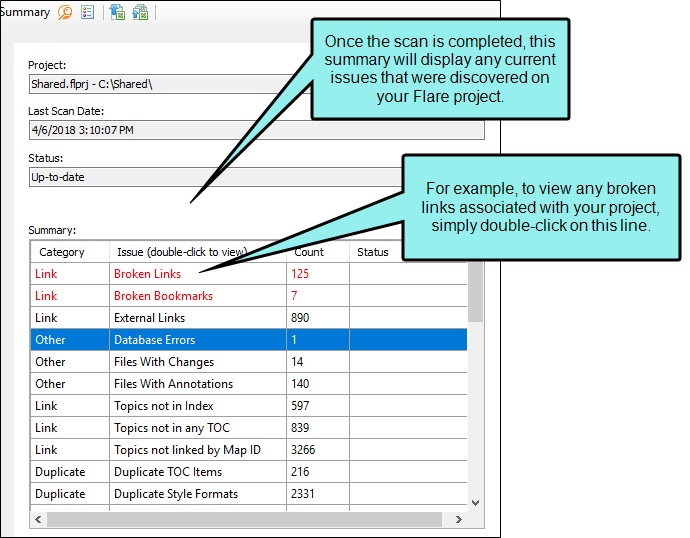 Summary
Once the scan is completed, this
summary will display any current
issues that were discovered on
your Flare project.
Project:
Shared.flprj - C:\Shared\
Last Scan Date:
4/6/2018 3:10:07 PM
Status:
Up-to-date
For example, to view any broken
links associated with your project,
simply double-click on this line.
Summary:
Category Issue (double-click to view) Count Status
Link Broken Links 125
Link Broken Bookmarks 7
Link External Links 890
Other Database Errors 1
Other Files With Changes 14
Other Files With Annotations 140
Link Topics not in Index 597
Link Topics not in any TOC 839
Link Topics not linked by Map ID 3266
Duplicate Duplicate TOC Items 216
Duplicate Duplicate Style Formats 2331